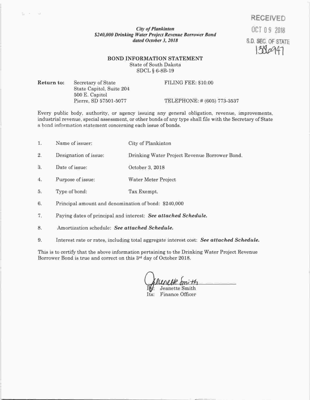 RECEIVED
OCT 09 2018
S.D. SEC OF STATE
City of Plankinton
$240,000 Drinking Water Project Revenue Borrower Bond
dated October 3, 2018
BOND INFORMATION STATEMENT
State of South Dakota
SDCL § 6-8B-19
Return to: Secretary of State FILING FEE: $10.00
State Capitol, Suite 204
500 E. Capitol
Pierre, SD 57501-5077 TELEPHONE: # (605) 773-3537
Every public body, authority, or agency issuing any general obligation, revenue, improvements,
industrial revenue, special assessment, or other bonds of any type shall file with the Secretary of State
a bond information statement concerning each issue of bonds.
1. Name of issuer: City of Plankinton
2. Designation of issue: Drinking Water Project Revenue Borrower Bond.
3. Date of issue: October 3, 2018
4. Purpose of issue: Water Meter Project
5. Type of bond: Tax Exempt.
6. Principal amount and denomination of bond: $240,000
7. Paying dates of principal and interest: See attached Schedule.
8. Amortization schedule: See attached Schedule.
9. Interest rate or rates, including total aggregate interest cost: See attached Schedule.
This is to certify that the above information pertaining to the Drinking Water Project Revenue
Borrower Bond is true and correct on this 3rd day of October 2018.
Jeanette Smith
By: Jeanette Smith
Its: Finance Officer